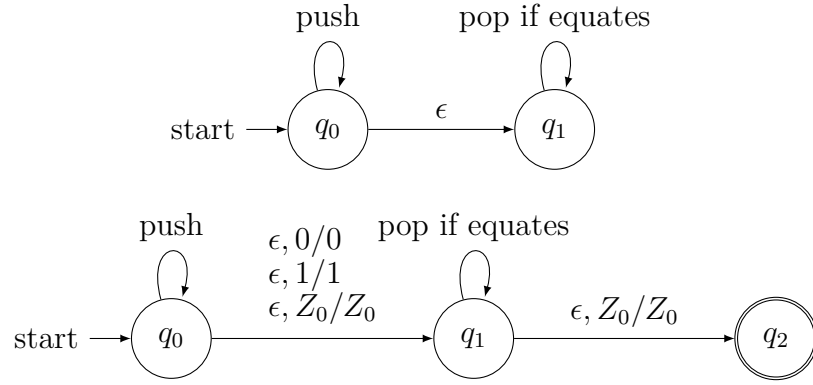 push
pop if equates
start
q₀
ϵ
q₁
push
ϵ, 0/0
ϵ, 1/1
ϵ, Z₀/Z₀
pop if equates
start
q₀
q₁
ϵ, Z₀/Z₀
q₂